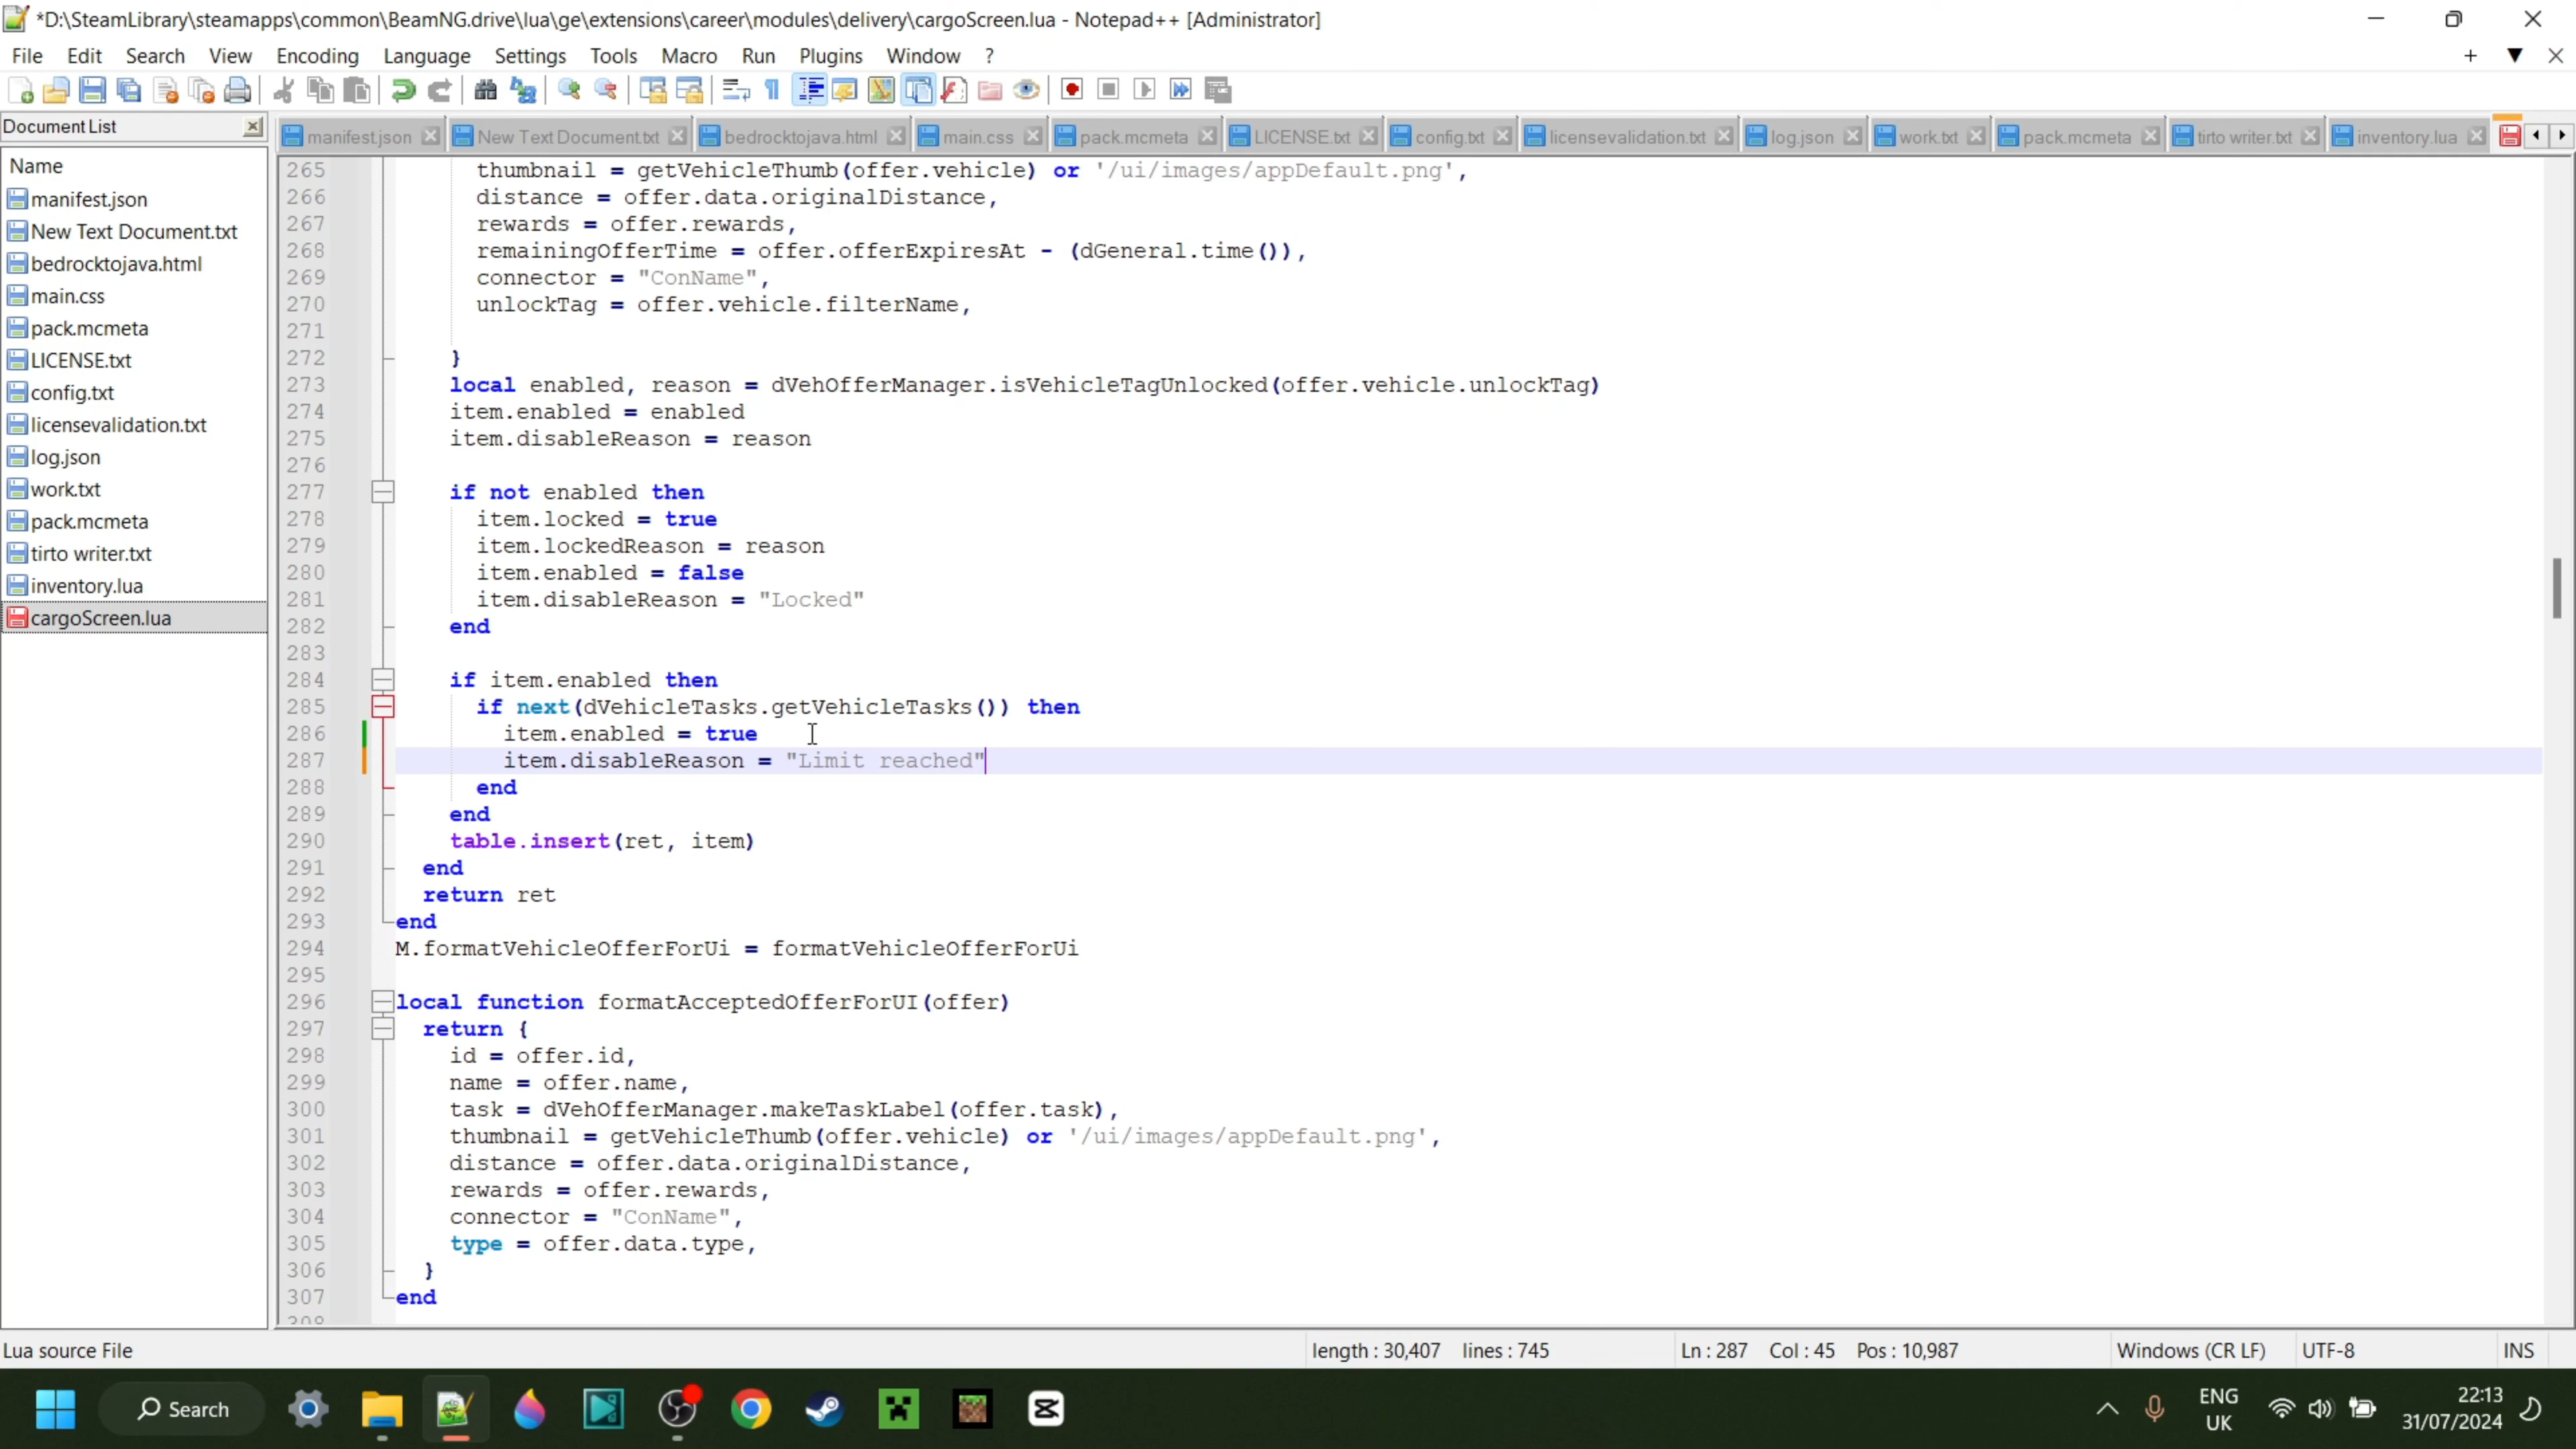 *D:\SteamLibrary\steamapps\common\BeamNG.drive\lua\ge\extensions\career\modules\delivery\cargoScreen.lua - Notepad++ [Administrator]
File Edit Search View Encoding Language Settings Tools Macro Run Plugins Window ?
Document List
manifest.json New Text Document.txt bedrocktojava.html main.css pack.mcmeta LICENSE.txt config.txt licensevalidation.txt log.json work.txt pack.mcmeta tirto writer.txt inventory.lua
Name
manifest.json
New Text Document.txt
bedrocktojava.html
main.css
pack.mcmeta
LICENSE.txt
config.txt
licensevalidation.txt
log.json
work.txt
pack.mcmeta
tirto writer.txt
inventory.lua
cargoScreen.lua
265 thumbnail = getVehicleThumb(offer.vehicle) or '/ui/images/appDefault.png',
266 distance = offer.data.originalDistance,
267 rewards = offer.rewards,
268 remainingOfferTime = offer.offerExpiresAt - (dGeneral.time()),
269 connector = "ConName",
270 unlockTag = offer.vehicle.filterName,
271
272 }
273 local enabled, reason = dVehOfferManager.isVehicleTagUnlocked(offer.vehicle.unlockTag)
274 item.enabled = enabled
275 item.disableReason = reason
276
277 if not enabled then
278 item.locked = true
279 item.lockedReason = reason
280 item.enabled = false
281 item.disableReason = "Locked"
282 end
283
284 if item.enabled then
285 if next(dVehicleTasks.getVehicleTasks()) then
286 item.enabled = true
287 item.disableReason = "Limit reached"
288 end
289 end
290 table.insert(ret, item)
291 end
292 return ret
293 end
294 M.formatVehicleOfferForUi = formatVehicleOfferForUi
295
296 local function formatAcceptedOfferForUI(offer)
297 return {
298 id = offer.id,
299 name = offer.name,
300 task = dVehOfferManager.makeTaskLabel(offer.task),
301 thumbnail = getVehicleThumb(offer.vehicle) or '/ui/images/appDefault.png',
302 distance = offer.data.originalDistance,
303 rewards = offer.rewards,
304 connector = "ConName",
305 type = offer.data.type,
306 }
307 end
308
Lua source File length : 30,407 lines : 745 Ln : 287 Col : 45 Pos : 10,987 Windows (CR LF) UTF-8 INS
Search
ENG
UK
22:13
31/07/2024